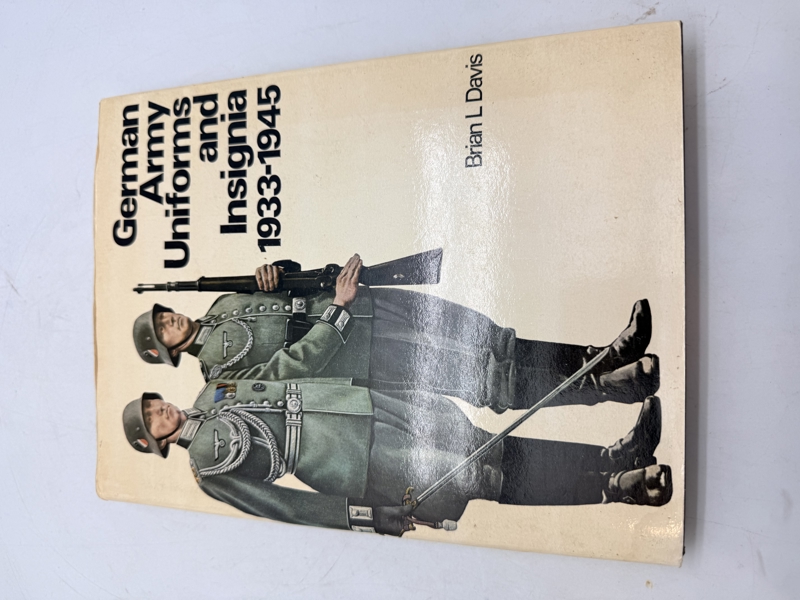 German
Army
Uniforms
and
Insignia
1933-1945
Brian L Davis